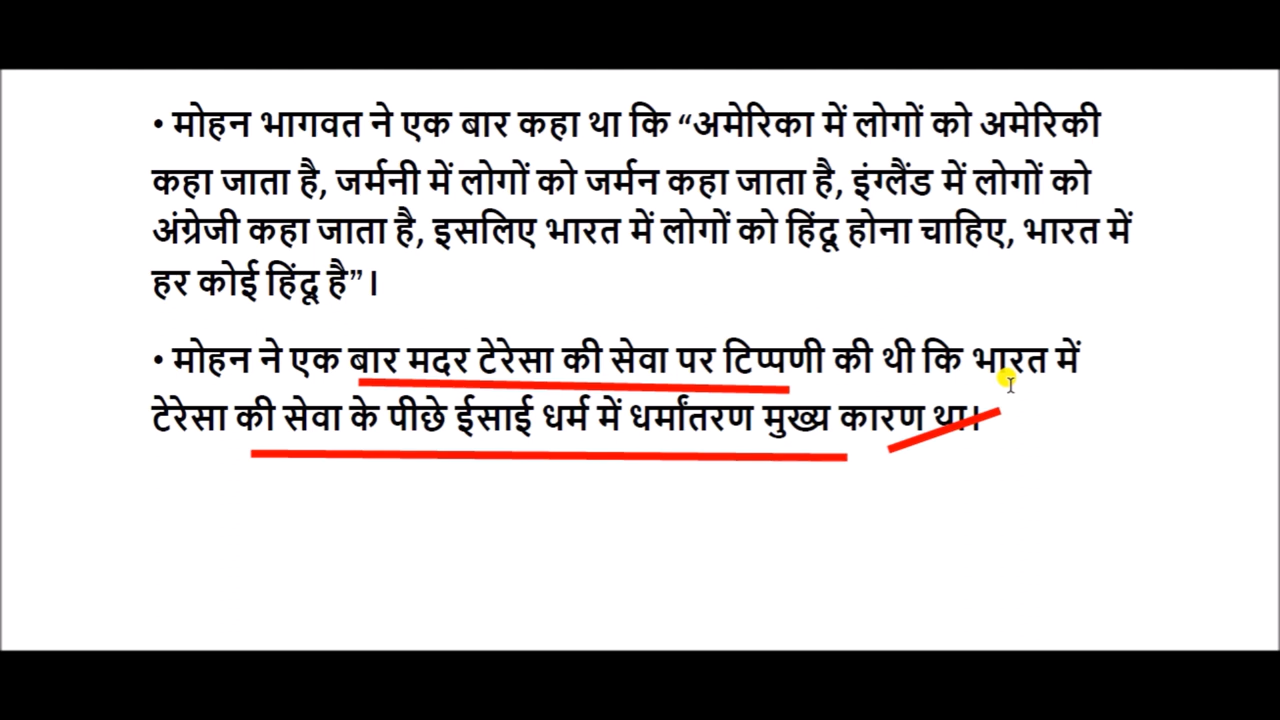 • मोहन भागवत ने एक बार कहा था कि “अमेरिका में लोगों को अमेरिकी
कहा जाता है, जर्मनी में लोगों को जर्मन कहा जाता है, इंग्लैंड में लोगों को
अंग्रेजी कहा जाता है, इसलिए भारत में लोगों को हिंदू होना चाहिए, भारत में
हर कोई हिंदू है”।
• मोहन ने एक बार मदर टेरेसा की सेवा पर टिप्पणी की थी कि भारत में
टेरेसा की सेवा के पीछे ईसाई धर्म में धर्मांतरण मुख्य कारण था।